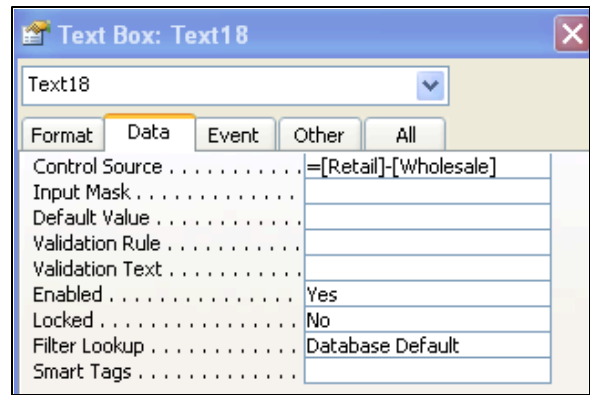 Text Box: Text18
Text18
Format Data Event Other All
Control Source . . . . . . . . . . . =[Retail]-[Wholesale]
Input Mask . . . . . . . . . . . . .
Default Value . . . . . . . . . . . .
Validation Rule . . . . . . . . . . .
Validation Text . . . . . . . . . . .
Enabled . . . . . . . . . . . . . . . Yes
Locked . . . . . . . . . . . . . . . . No
Filter Lookup . . . . . . . . . . . . Database Default
Smart Tags . . . . . . . . . . . . .